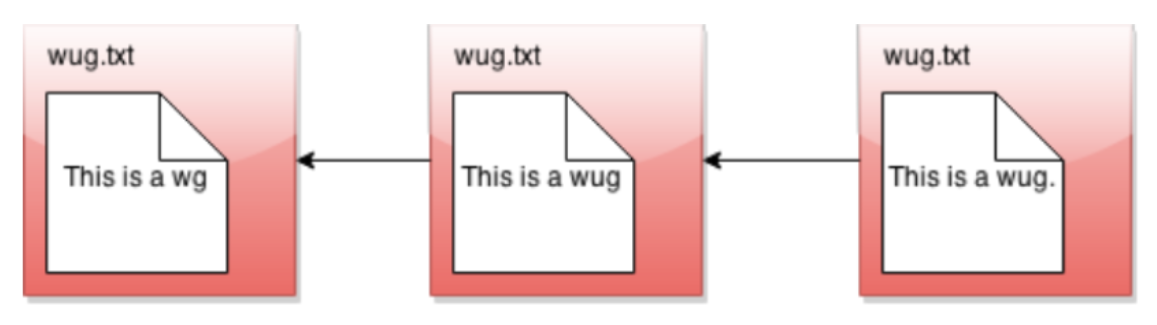 wug.txt
This is a wg
wug.txt
This is a wug
wug.txt
This is a wug.